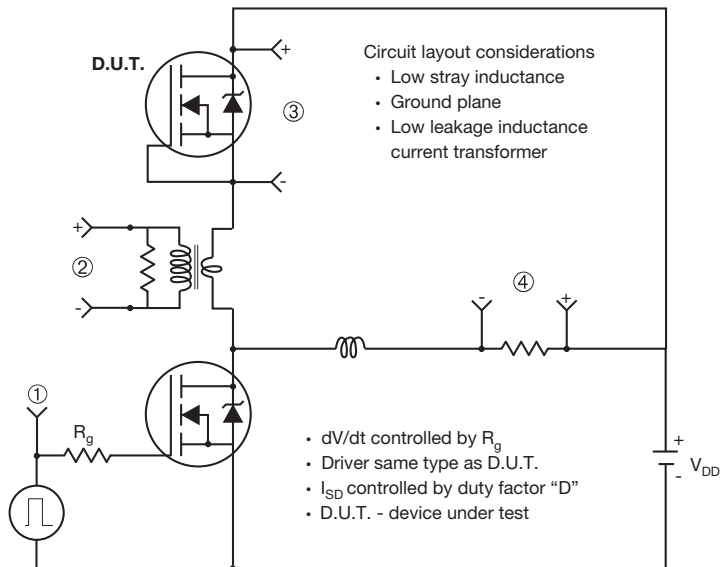 D.U.T.
+
Circuit layout considerations
• Low stray inductance
• Ground plane
• Low leakage inductance
current transformer
③
-
+
②
-
-
④
+
①
R_g
• dV/dt controlled by R_g
• Driver same type as D.U.T.
• I_SD controlled by duty factor “D”
• D.U.T. - device under test
+
V_DD
-